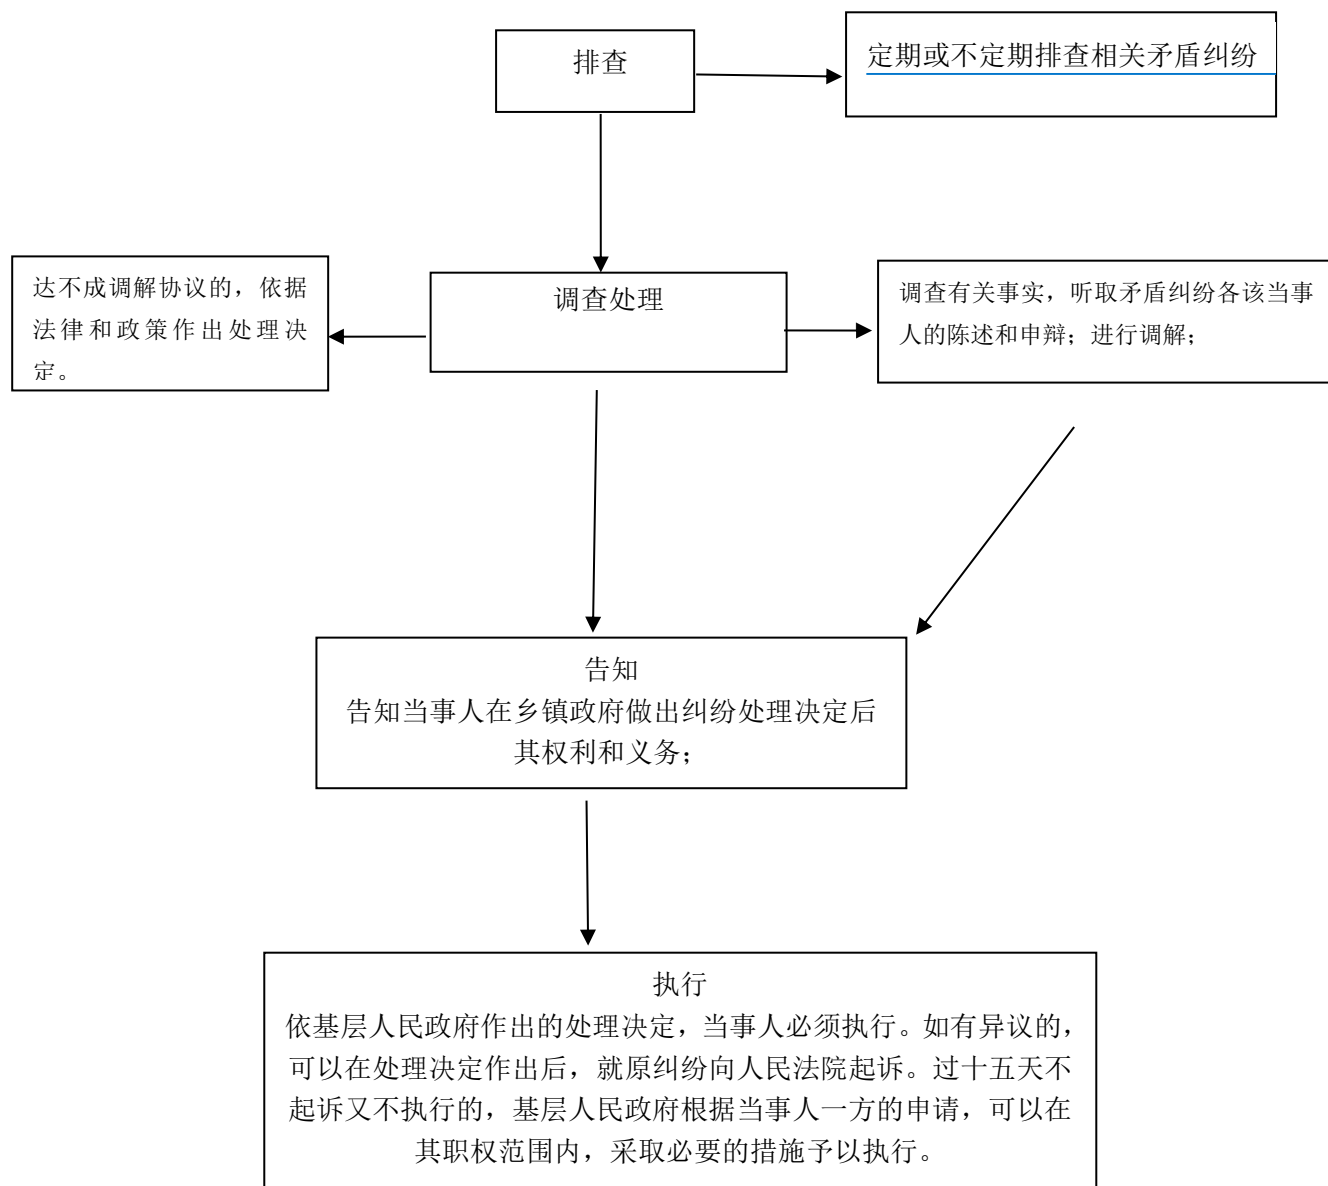 排查
定期或不定期排查相关矛盾纠纷
达不成调解协议的，依据
法律和政策作出处理决
定。
调查处理
调查有关事实，听取矛盾纠纷各该当事
人的陈述和申辩；进行调解；
告知
告知当事人在乡镇政府做出纠纷处理决定后
其权利和义务；
执行
依基层人民政府作出的处理决定，当事人必须执行。如有异议的，
可以在处理决定作出后，就原纠纷向人民法院起诉。过十五天不
起诉又不执行的，基层人民政府根据当事人一方的申请，可以在
其职权范围内，采取必要的措施予以执行。